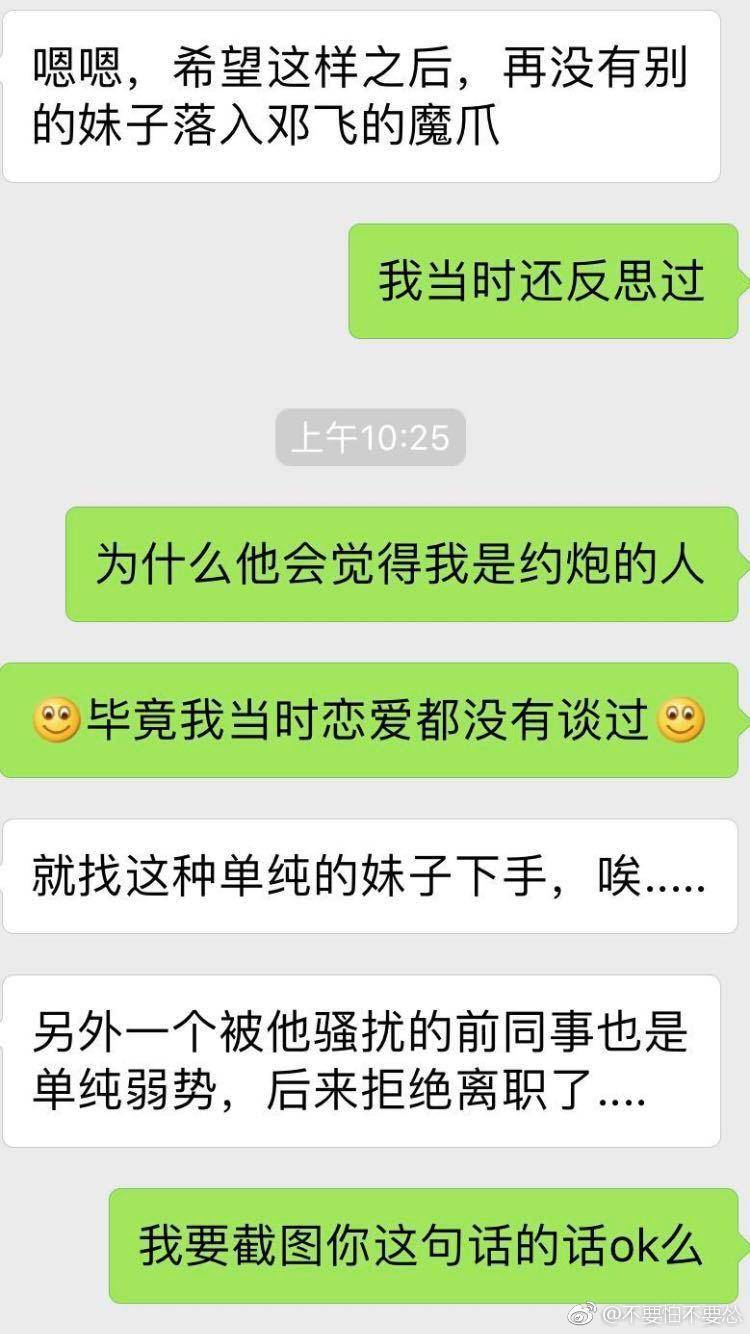 嗯嗯，希望这样之后，再没有别
的妹子落入邓飞的魔爪
我当时还反思过
上午10:25
为什么他会觉得我是约炮的人
毕竟我当时恋爱都没有谈过
就找这种单纯的妹子下手，唉.....
另外一个被他骚扰的前同事也是
单纯弱势，后来拒绝离职了....
我要截图你这句话的话ok么
@不要怕不要怂